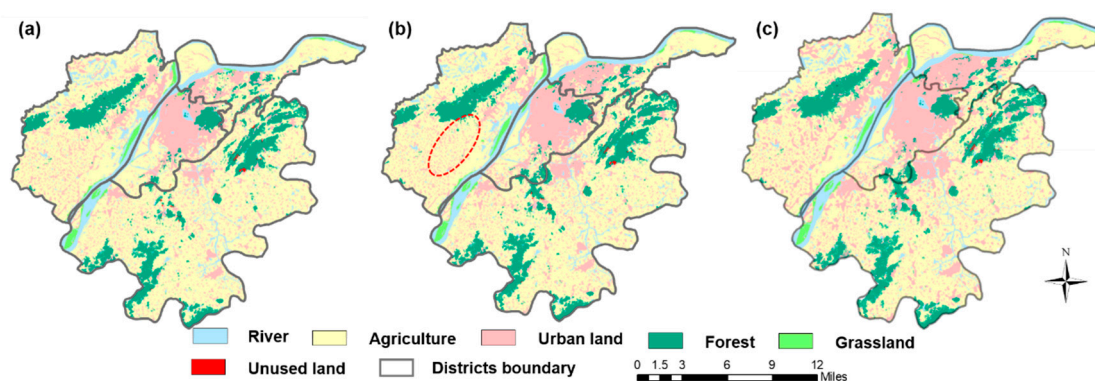 (a) (b) (c)
N
River Agriculture Urban land Forest Grassland
Unused land Districts boundary
0 1.5 3 6 9 12
Miles